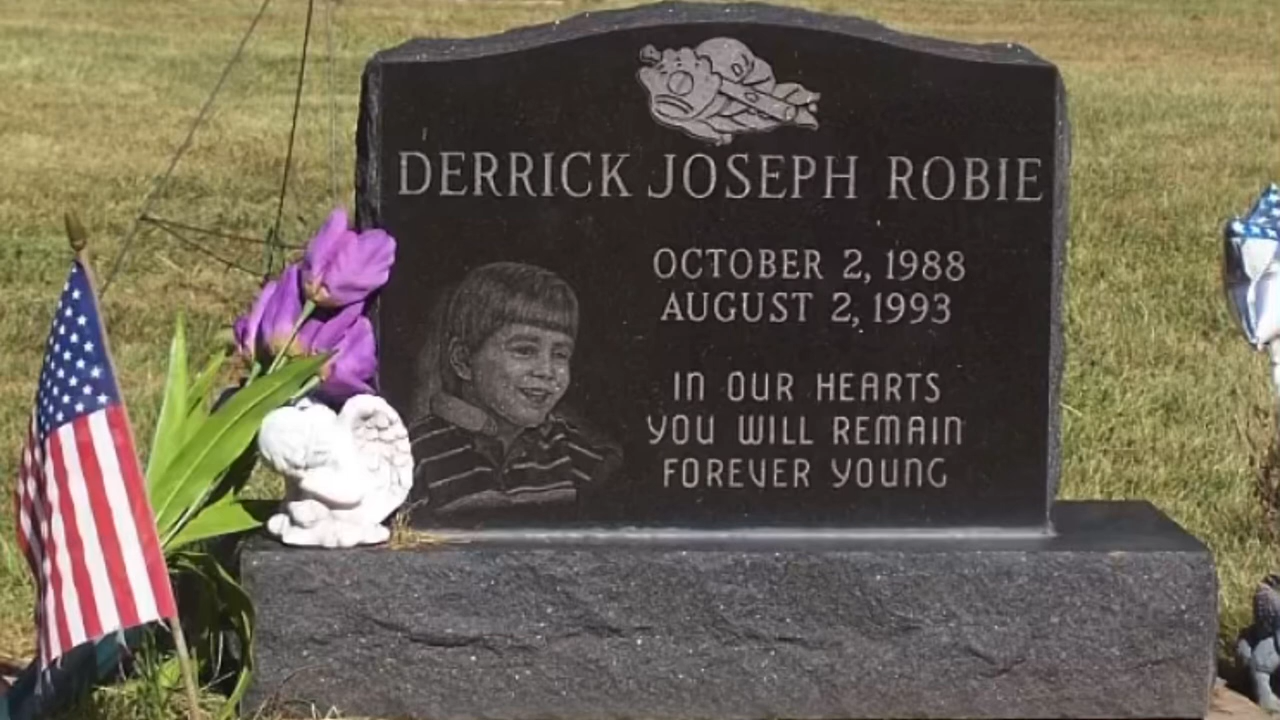 DERRICK JOSEPH ROBIE
OCTOBER 2, 1988
AUGUST 2, 1993
IN OUR HEARTS
YOU WILL REMAIN
FOREVER YOUNG